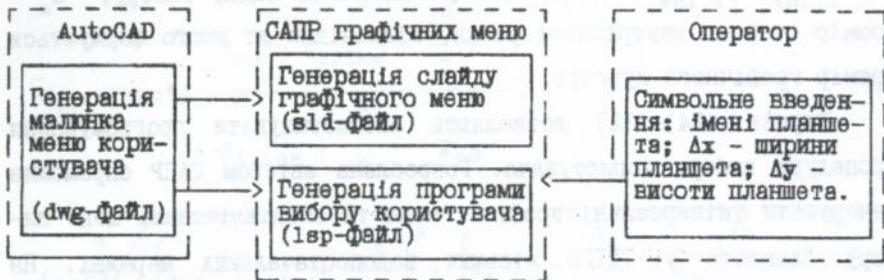 AutoCAD
Генерація
малюнка
меню кори-
стувача
(dwg-файл)
САПР графічних меню
Генерація слайду
графічного меню
(sld-файл)
Генерація програми
вибору користувача
(lsp-файл)
Оператор
Символьне введен-
ня: імені планше-
та; Δx - ширини
планшета; Δy -
висоти планшета.